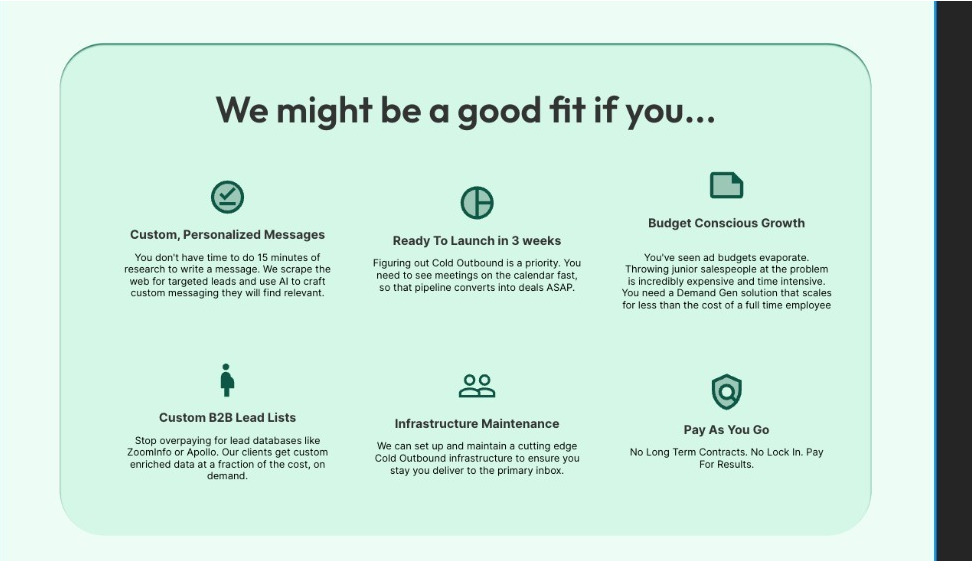 We might be a good fit if you...
Custom, Personalized Messages
You don't have time to do 15 minutes of
research to write a message. We scrape the
web for targeted leads and use AI to craft
custom messaging they will find relevant.
Ready To Launch in 3 weeks
Figuring out Cold Outbound is a priority. You
need to see meetings on the calendar fast,
so that pipeline converts into deals ASAP.
Budget Conscious Growth
You've seen ad budgets evaporate.
Throwing junior salespeople at the problem
is incredibly expensive and time intensive.
You need a Demand Gen solution that scales
for less than the cost of a full time employee
Custom B2B Lead Lists
Stop overpaying for lead databases like
ZoomInfo or Apollo. Our clients get custom
enriched data at a fraction of the cost, on
demand.
Infrastructure Maintenance
We can set up and maintain a cutting edge
Cold Outbound infrastructure to ensure you
stay you deliver to the primary inbox.
Pay As You Go
No Long Term Contracts. No Lock In. Pay
For Results.